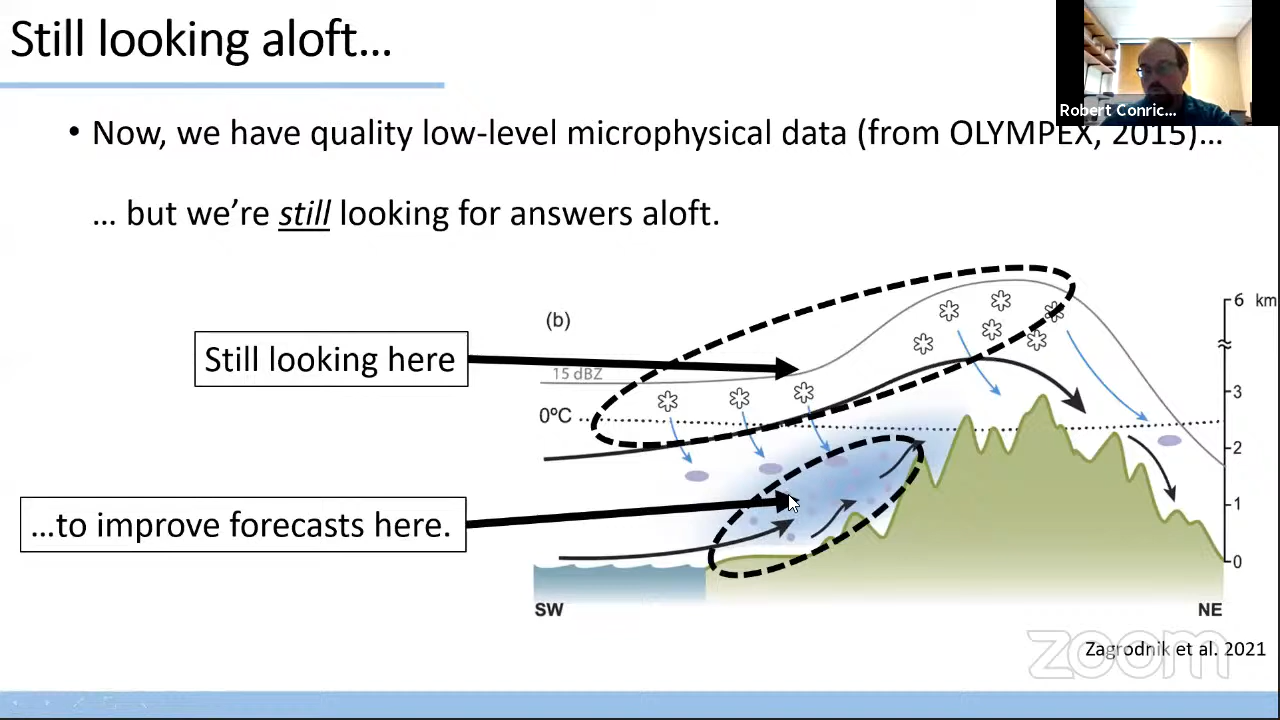 Still looking aloft…
Robert Conric...
• Now, we have quality low-level microphysical data (from OLYMPEX, 2015)…
… but we’re still looking for answers aloft.
(b)
6 km
Still looking here
15 dBZ
3
0ºC
2
1
…to improve forecasts here.
0
SW
NE
zoom
Zagrodnik et al. 2021